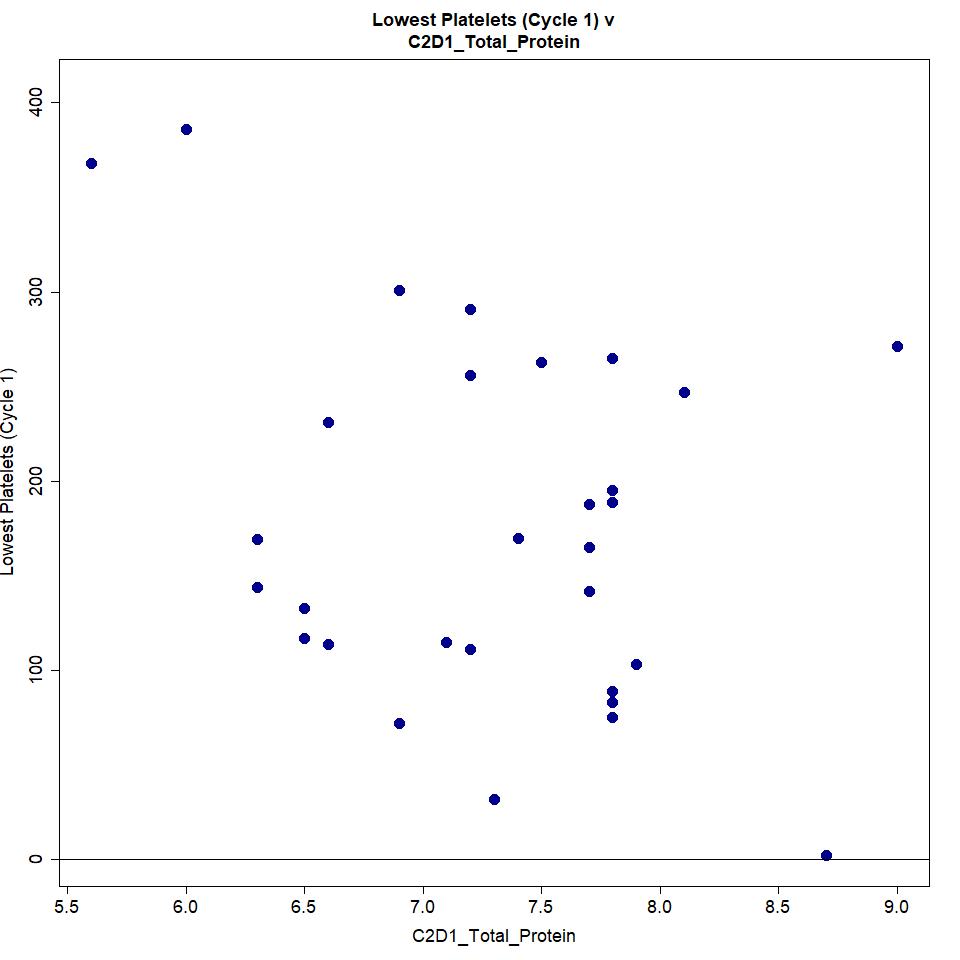 Lowest Platelets (Cycle 1) v
C2D1_Total_Protein
400
300
200
100
0
Lowest Platelets (Cycle 1)
5.5 6.0 6.5 7.0 7.5 8.0 8.5 9.0
C2D1_Total_Protein